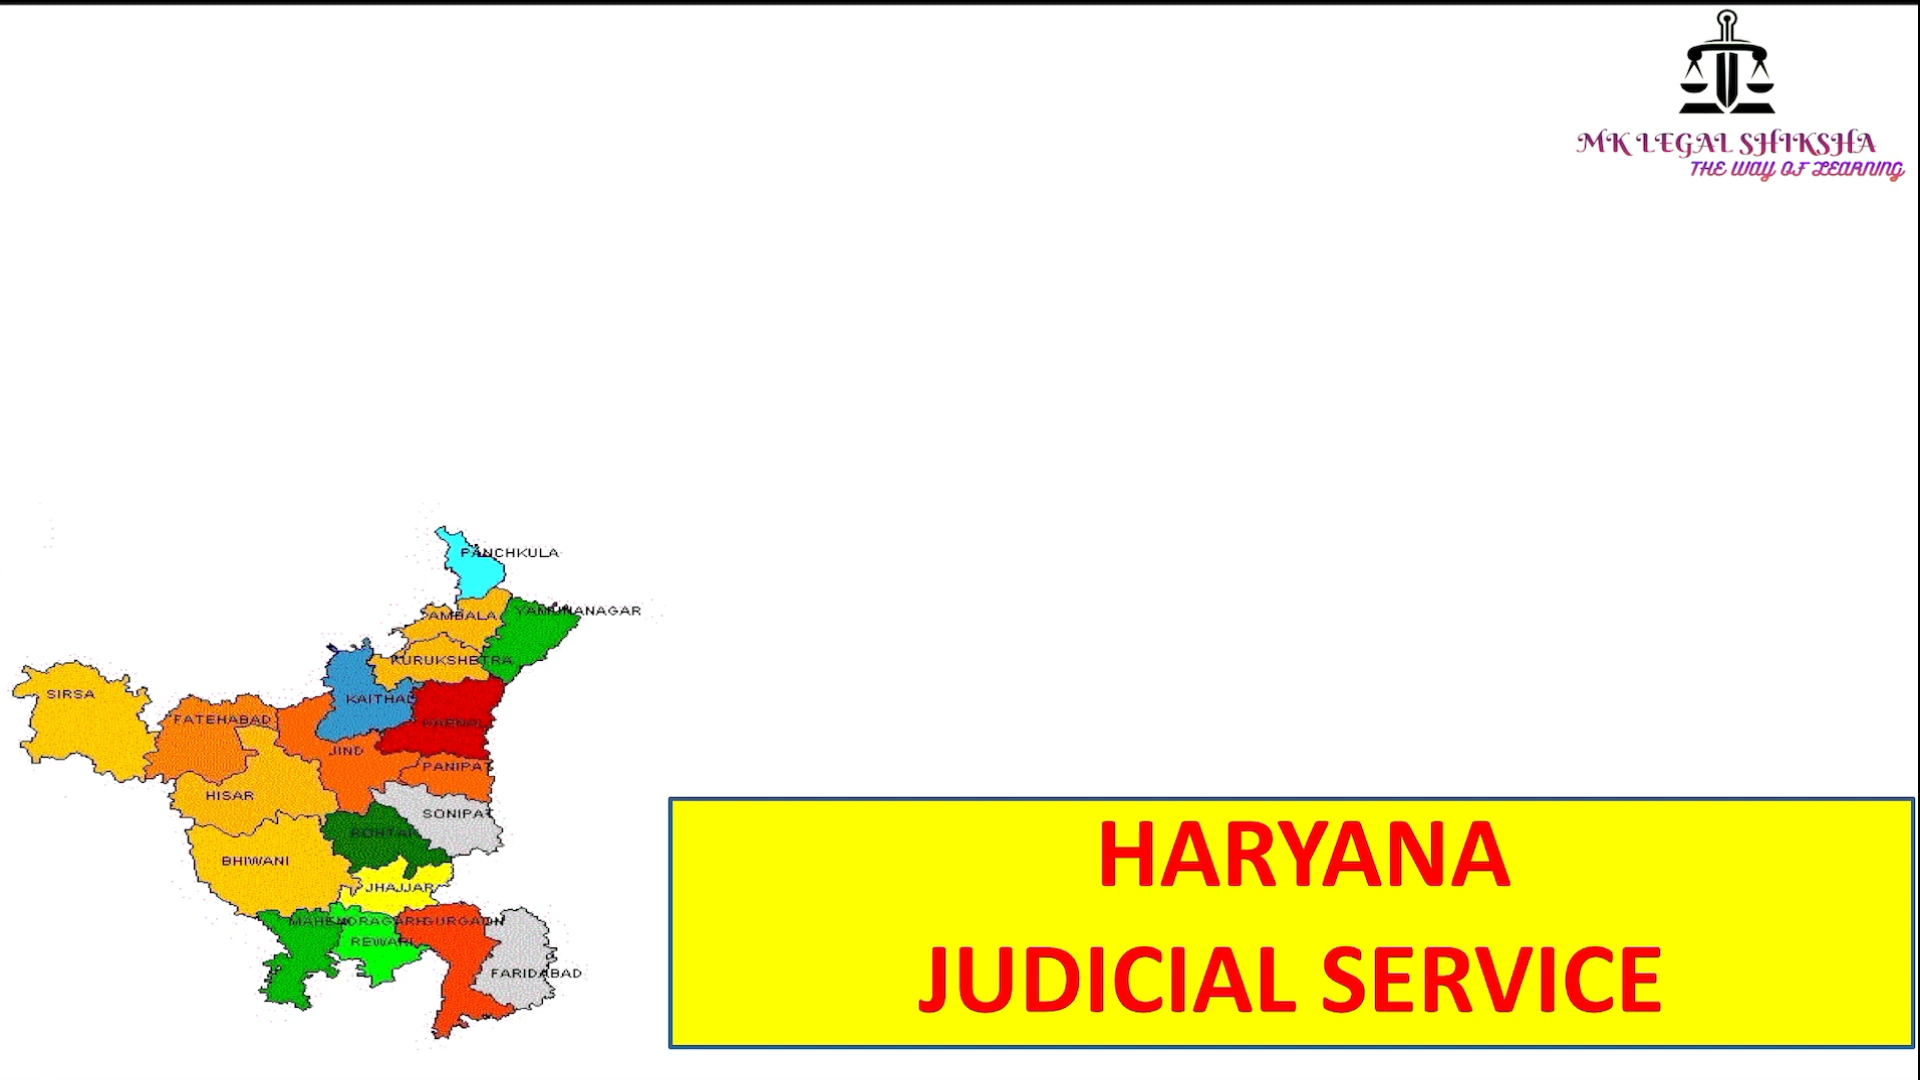 MK LEGAL SHIKSHA
THE WAY OF LEARNING
PANCHKULA
AMBALA
YAMUNANAGAR
KURUKSHETRA
SIRSA
KAITHAL
FATEHABAD
KARNAL
JIND
PANIPAT
HISAR
SONIPAT
ROHTAK
BHIWANI
JHAJJAR
MAHENDRAGARH
GURGAON
REWARI
FARIDABAD
HARYANA
JUDICIAL SERVICE